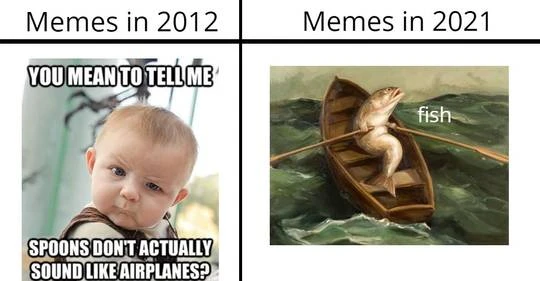 Memes in 2012
Memes in 2021
YOU MEAN TO TELL ME
SPOONS DON'T ACTUALLY
SOUND LIKE AIRPLANES?
fish